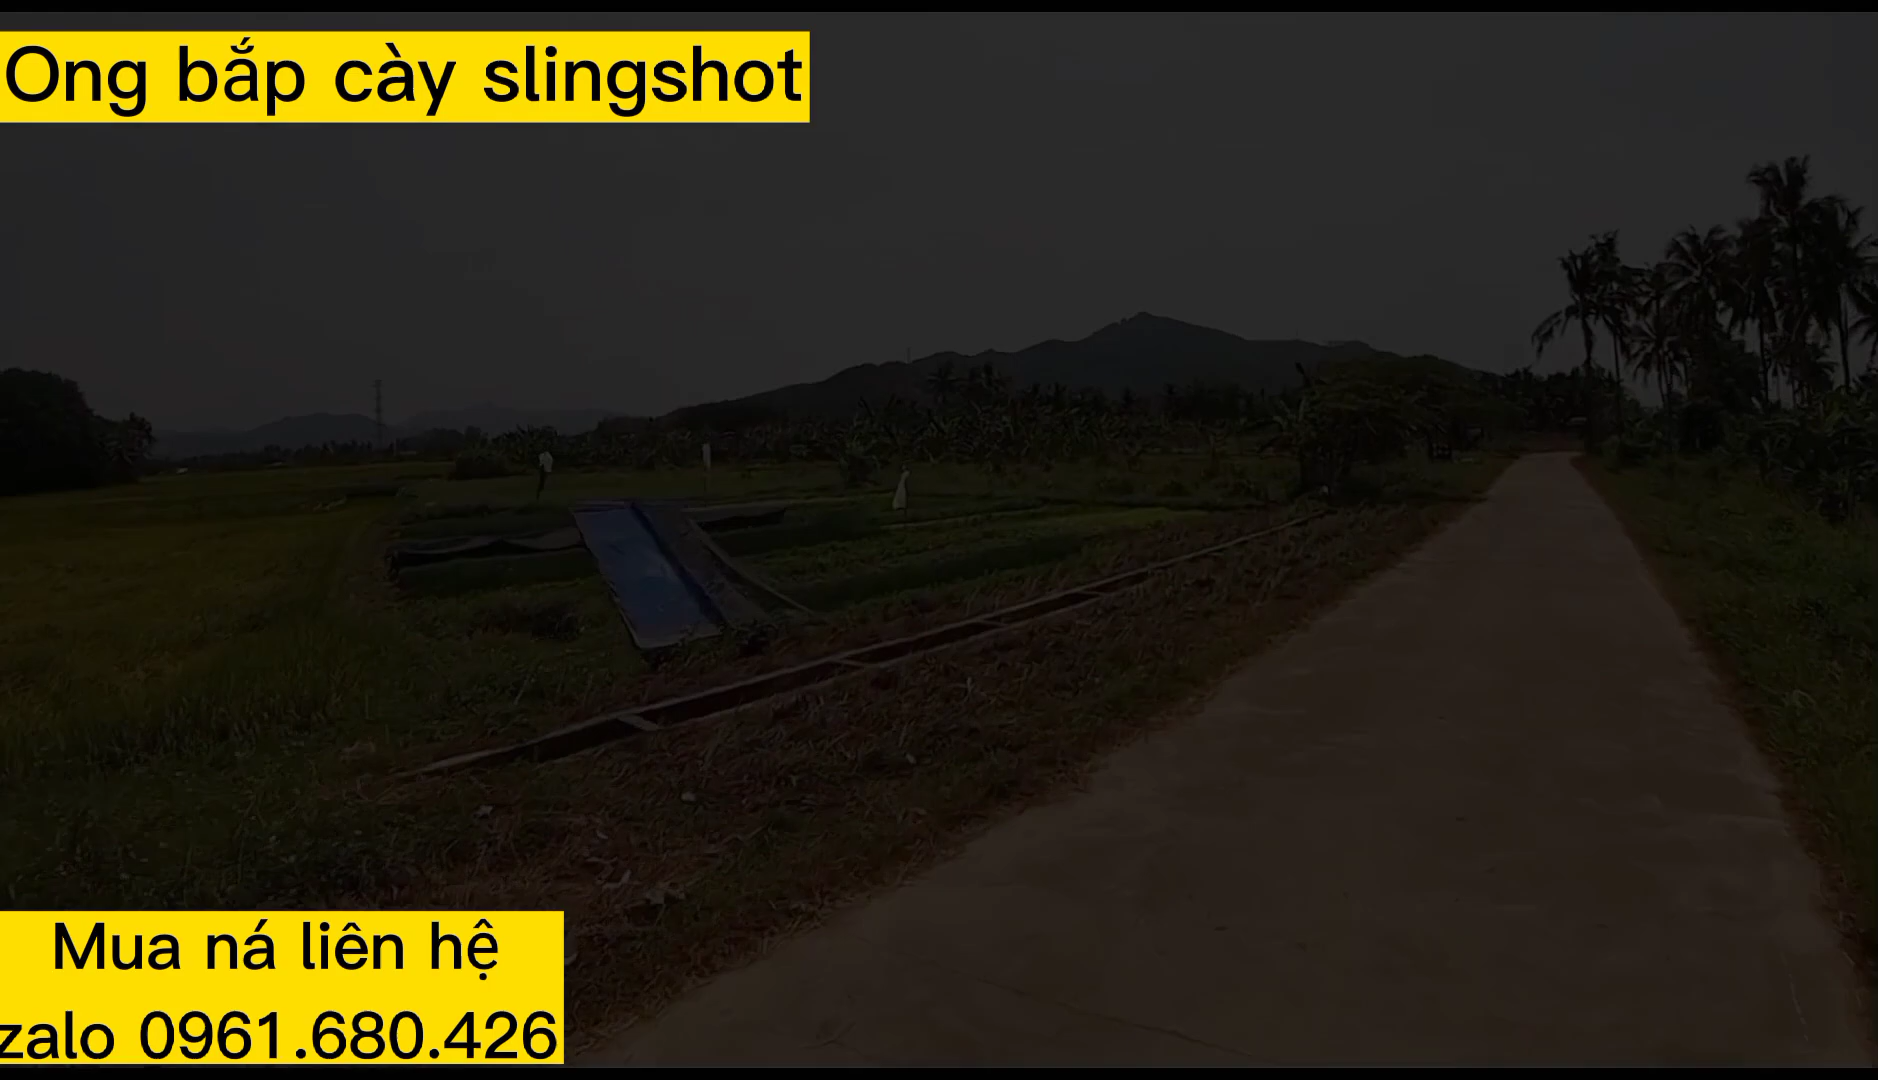 Ong bắp cày slingshot
Mua ná liên hệ
zalo 0961.680.426